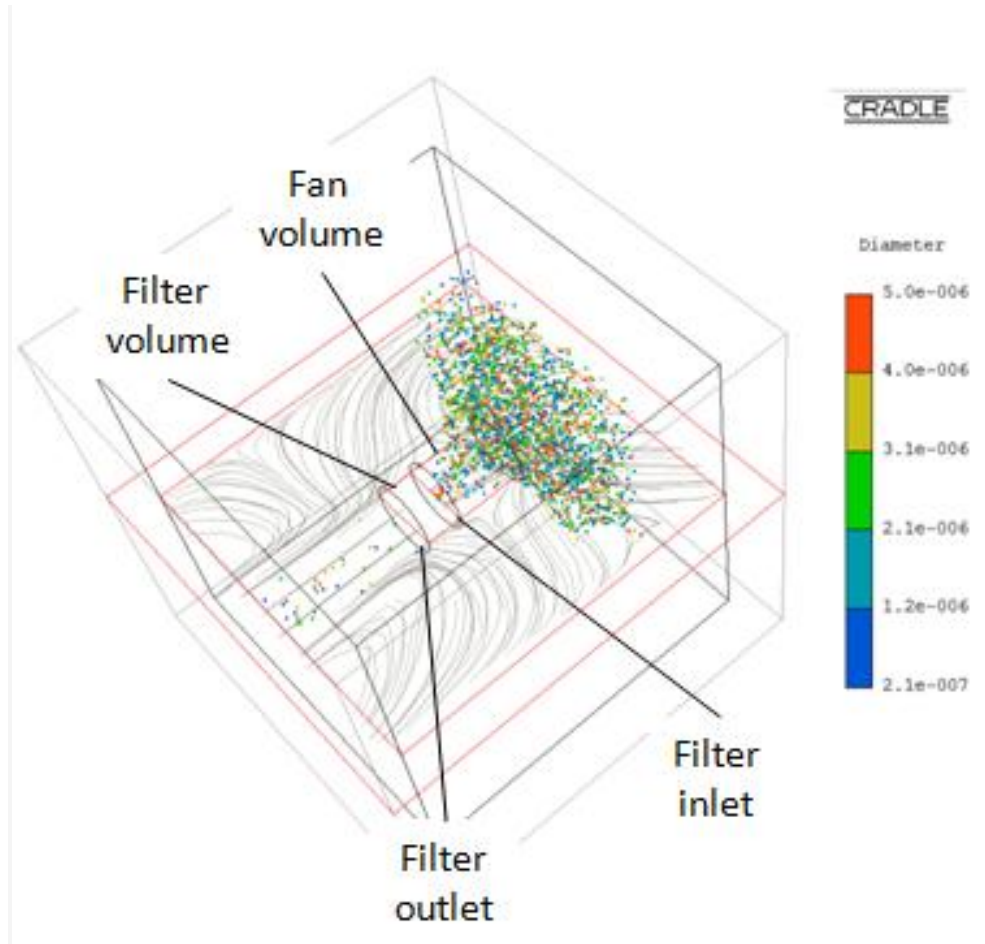 CRADLE
Fan
volume
Filter
volume
Diameter
5.0e-006
4.0e-006
3.1e-006
2.1e-006
1.2e-006
2.1e-007
Filter
inlet
Filter
outlet